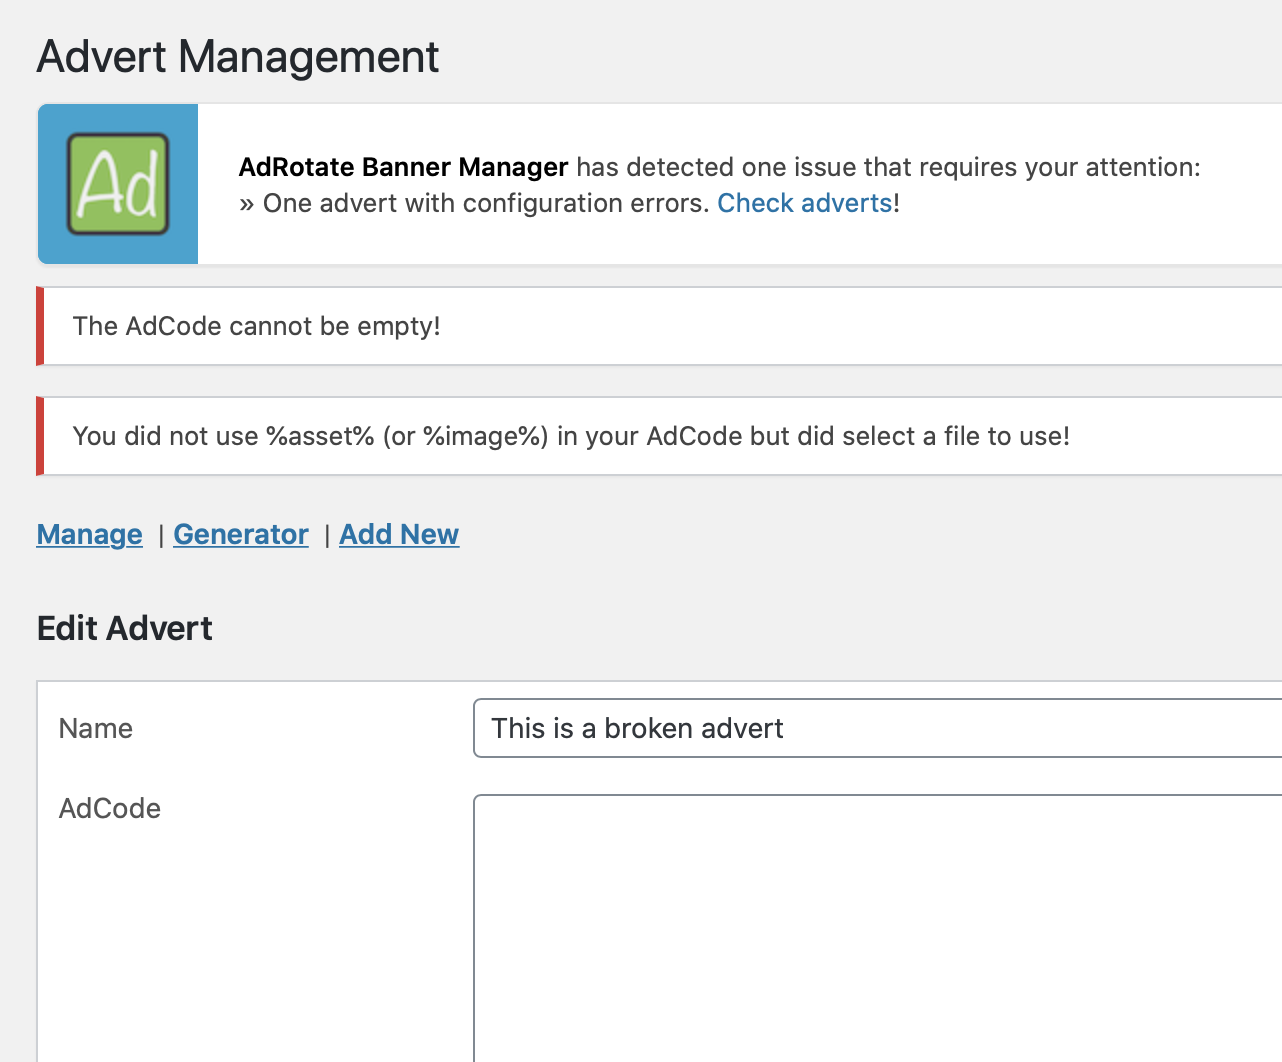 Advert Management
Ad
AdRotate Banner Manager has detected one issue that requires your attention:
» One advert with configuration errors. Check adverts!
The AdCode cannot be empty!
You did not use %asset% (or %image%) in your AdCode but did select a file to use!
Manage | Generator | Add New
Edit Advert
Name This is a broken advert
AdCode